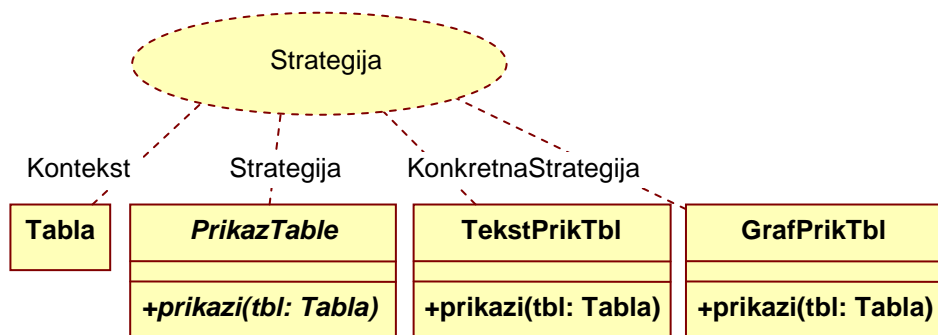 Strategija
Kontekst
Strategija
KonkretnaStrategija
Tabla
PrikazTable
TekstPrikTbl
GrafPrikTbl
+prikazi(tbl: Tabla)
+prikazi(tbl: Tabla)
+prikazi(tbl: Tabla)